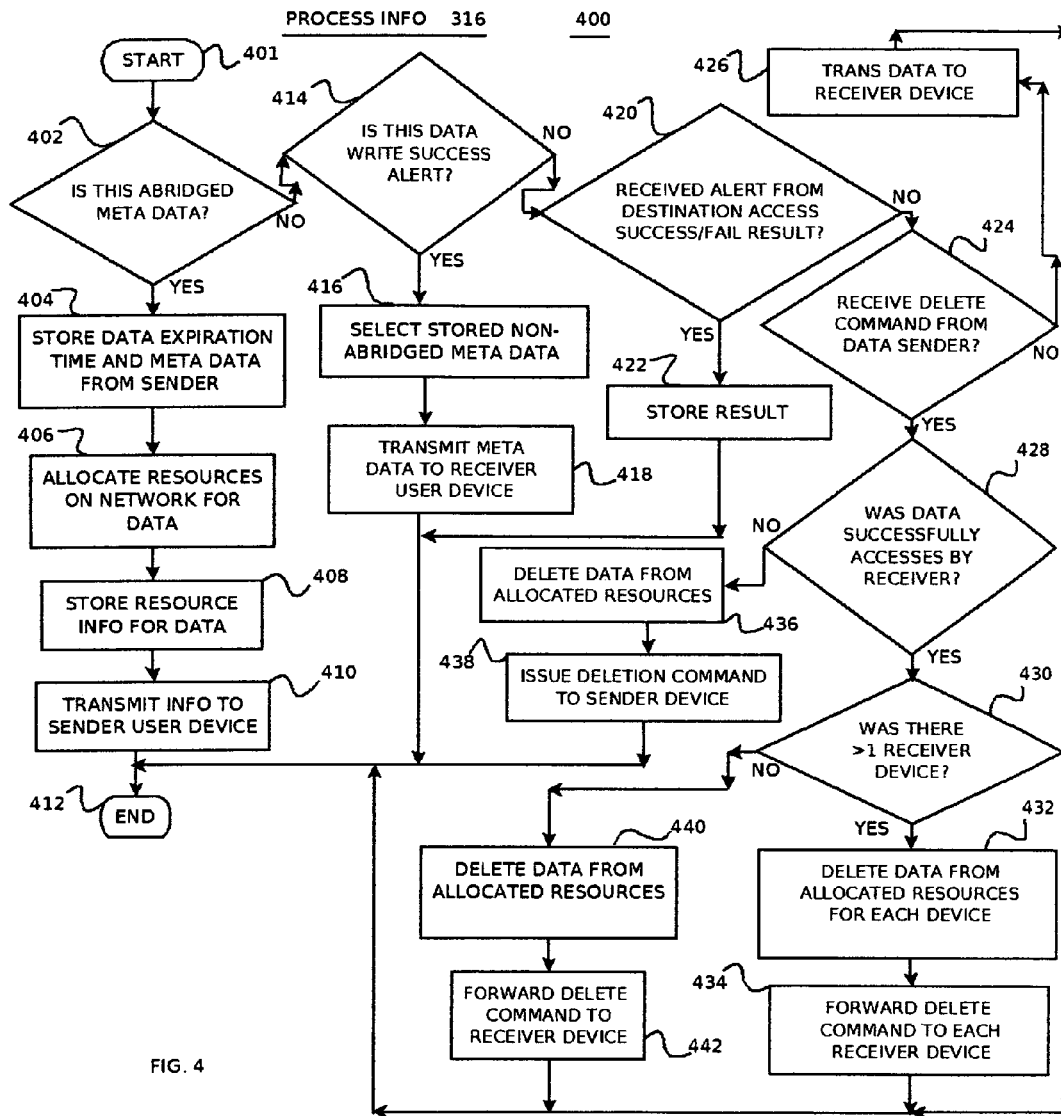 PROCESS INFO 316 400
START
401
402
IS THIS ABRIDGED
META DATA?
NO
YES
404
STORE DATA EXPIRATION
TIME AND META DATA
FROM SENDER
406
ALLOCATE RESOURCES
ON NETWORK FOR
DATA
408
STORE RESOURCE
INFO FOR DATA
410
TRANSMIT INFO TO
SENDER USER DEVICE
412
END
414
IS THIS DATA
WRITE SUCCESS
ALERT?
NO
YES
416
SELECT STORED NON-
ABRIDGED META DATA
TRANSMIT META
DATA TO RECEIVER
USER DEVICE
418
420
RECEIVED ALERT FROM
DESTINATION ACCESS
SUCCESS/FAIL RESULT?
NO
YES
422
STORE RESULT
424
RECEIVE DELETE
COMMAND FROM
DATA SENDER?
NO
YES
426
TRANS DATA TO
RECEIVER DEVICE
428
WAS DATA
SUCCESSFULLY
ACCESSES BY
RECEIVER?
NO
YES
DELETE DATA FROM
ALLOCATED RESOURCES
436
438
ISSUE DELETION COMMAND
TO SENDER DEVICE
430
WAS THERE
>1 RECEIVER
DEVICE?
NO
YES
432
DELETE DATA FROM
ALLOCATED RESOURCES
FOR EACH DEVICE
434
FORWARD DELETE
COMMAND TO EACH
RECEIVER DEVICE
440
DELETE DATA FROM
ALLOCATED RESOURCES
FORWARD DELETE
COMMAND TO
RECEIVER DEVICE
442
FIG. 4